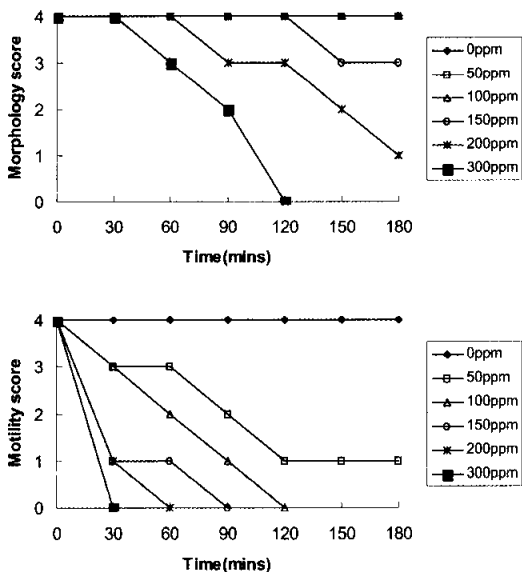 Morphology score
4
3
2
1
0
0 30 60 90 120 150 180
Time(mins)
0ppm
50ppm
100ppm
150ppm
200ppm
300ppm
Motility score
4
3
2
1
0
0 30 60 90 120 150 180
Time(mins)
0ppm
50ppm
100ppm
150ppm
200ppm
300ppm